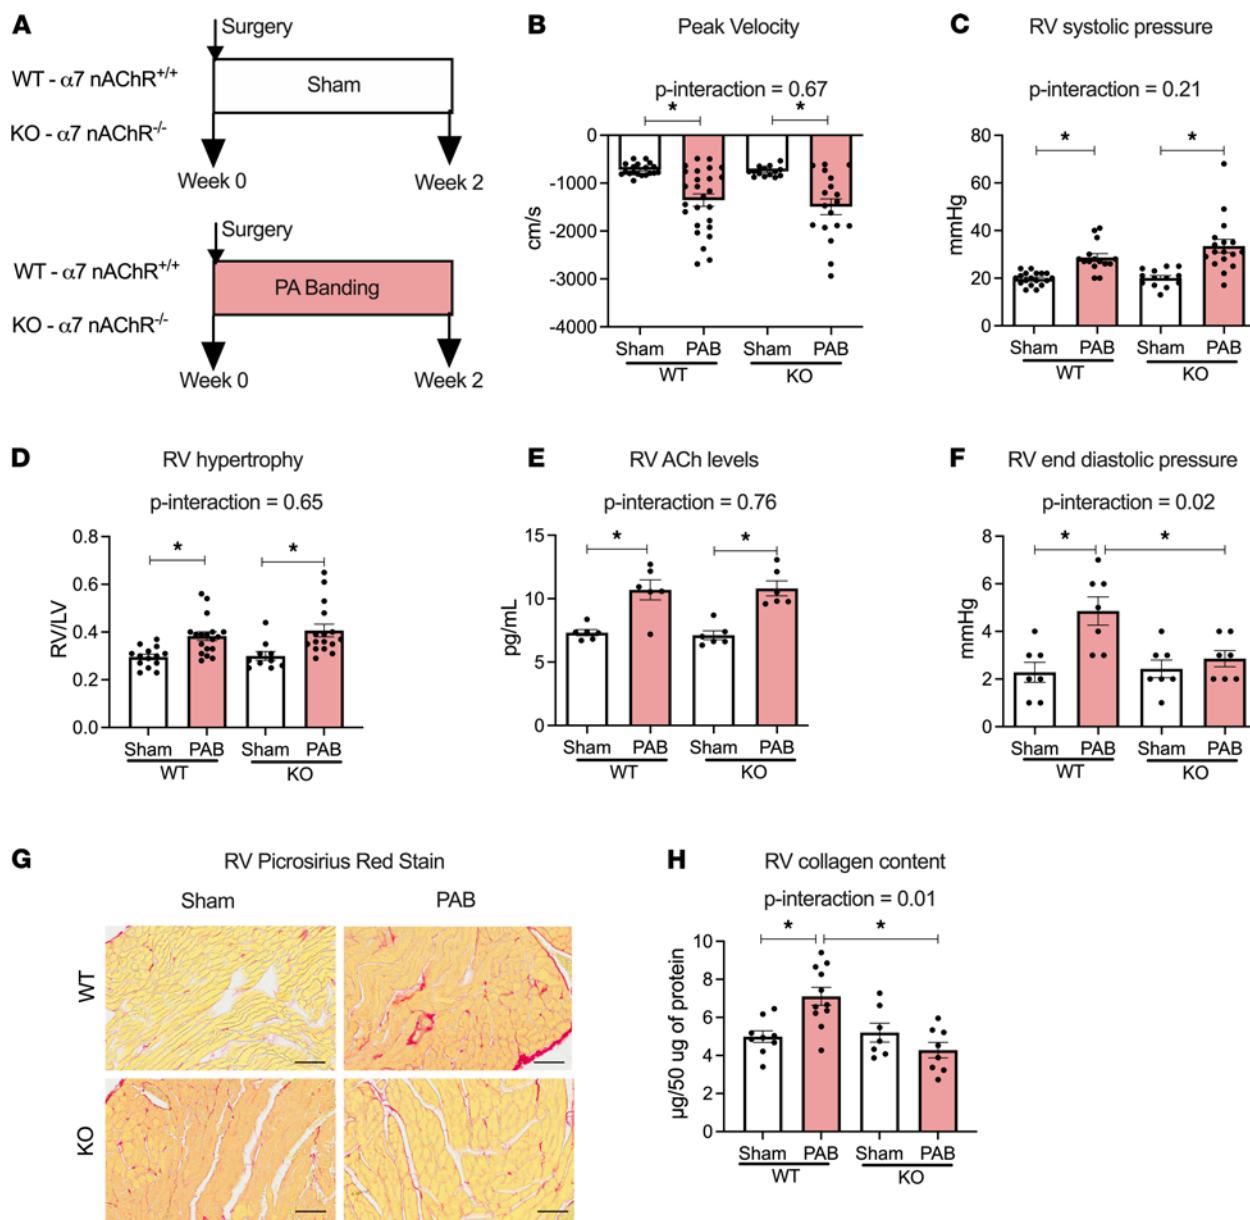 A
Surgery
WT - α7 nAChR+/+
Sham
KO - α7 nAChR-/-
Week 0
Week 2
Surgery
WT - α7 nAChR+/+
PA Banding
KO - α7 nAChR-/-
Week 0
Week 2
B
Peak Velocity
p-interaction = 0.67
*
*
0
-1000
-2000
-3000
-4000
cm/s
Sham PAB Sham PAB
WT KO
C
RV systolic pressure
p-interaction = 0.21
*
*
80
60
40
20
0
mmHg
Sham PAB Sham PAB
WT KO
D
RV hypertrophy
p-interaction = 0.65
*
*
0.8
0.6
0.4
0.2
0.0
RV/LV
Sham PAB Sham PAB
WT KO
E
RV ACh levels
p-interaction = 0.76
*
*
15
10
5
0
pg/mL
Sham PAB Sham PAB
WT KO
F
RV end diastolic pressure
p-interaction = 0.02
*
*
8
6
4
2
0
mmHg
Sham PAB Sham PAB
WT KO
G
RV Picrosirius Red Stain
Sham PAB
WT
KO
H
RV collagen content
p-interaction = 0.01
*
*
10
8
6
4
2
0
µg/50 ug of protein
Sham PAB Sham PAB
WT KO